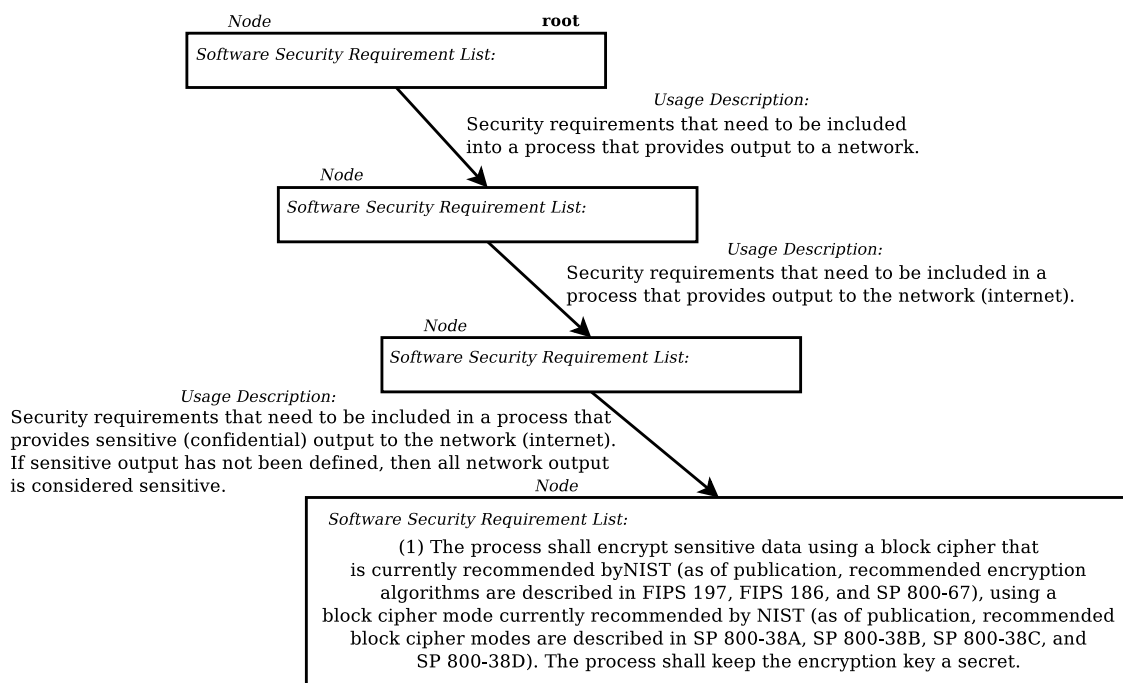 Node
root
Software Security Requirement List:
Usage Description:
Security requirements that need to be included
into a process that provides output to a network.
Node
Software Security Requirement List:
Usage Description:
Security requirements that need to be included in a
process that provides output to the network (internet).
Node
Software Security Requirement List:
Usage Description:
Security requirements that need to be included in a process that
provides sensitive (confidential) output to the network (internet).
If sensitive output has not been defined, then all network output
is considered sensitive.
Node
Software Security Requirement List:
(1) The process shall encrypt sensitive data using a block cipher that
is currently recommended byNIST (as of publication, recommended encryption
algorithms are described in FIPS 197, FIPS 186, and SP 800-67), using a
block cipher mode currently recommended by NIST (as of publication, recommended
block cipher modes are described in SP 800-38A, SP 800-38B, SP 800-38C, and
SP 800-38D). The process shall keep the encryption key a secret.